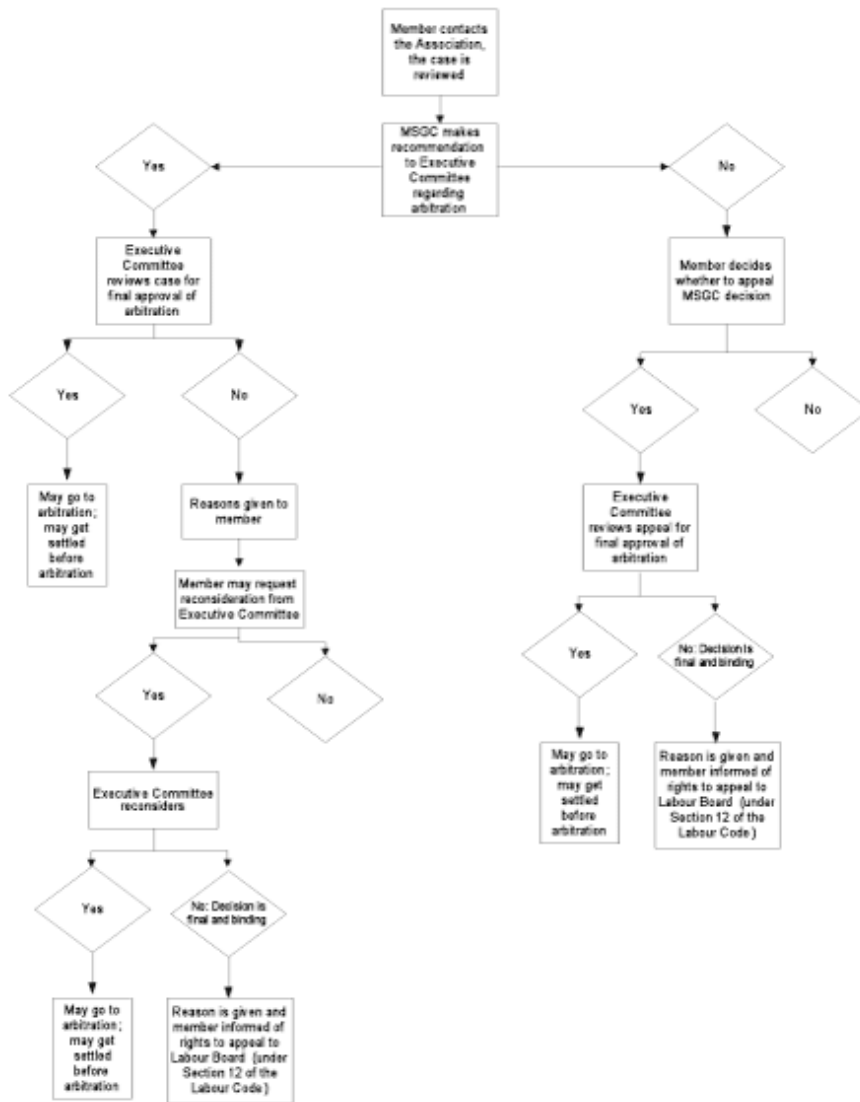 Member contacts
the Association,
the case is
reviewed
MSGC makes
recommendation
to Executive
Committee
regarding
arbitration
Yes
No
Executive
Committee
reviews case for
final approval of
arbitration
Member decides
whether to appeal
MSGC decision
Yes
No
Yes
No
May go to
arbitration;
may get
settled
before
arbitration
Reasons given to
member
Executive
Committee
reviews appeal for
final approval of
arbitration
Member may request
reconsideration from
Executive Committee
Yes
No
Yes
No: Decision is
final and binding
May go to
arbitration;
may get
settled
before
arbitration
Reason is given and
member informed of
rights to appeal to
Labour Board (under
Section 12 of the
Labour Code)
Executive Committee
reconsiders
Yes
No: Decision is
final and binding
May go to
arbitration;
may get
settled
before
arbitration
Reason is given and
member informed of
rights to appeal to
Labour Board (under
Section 12 of the
Labour Code)